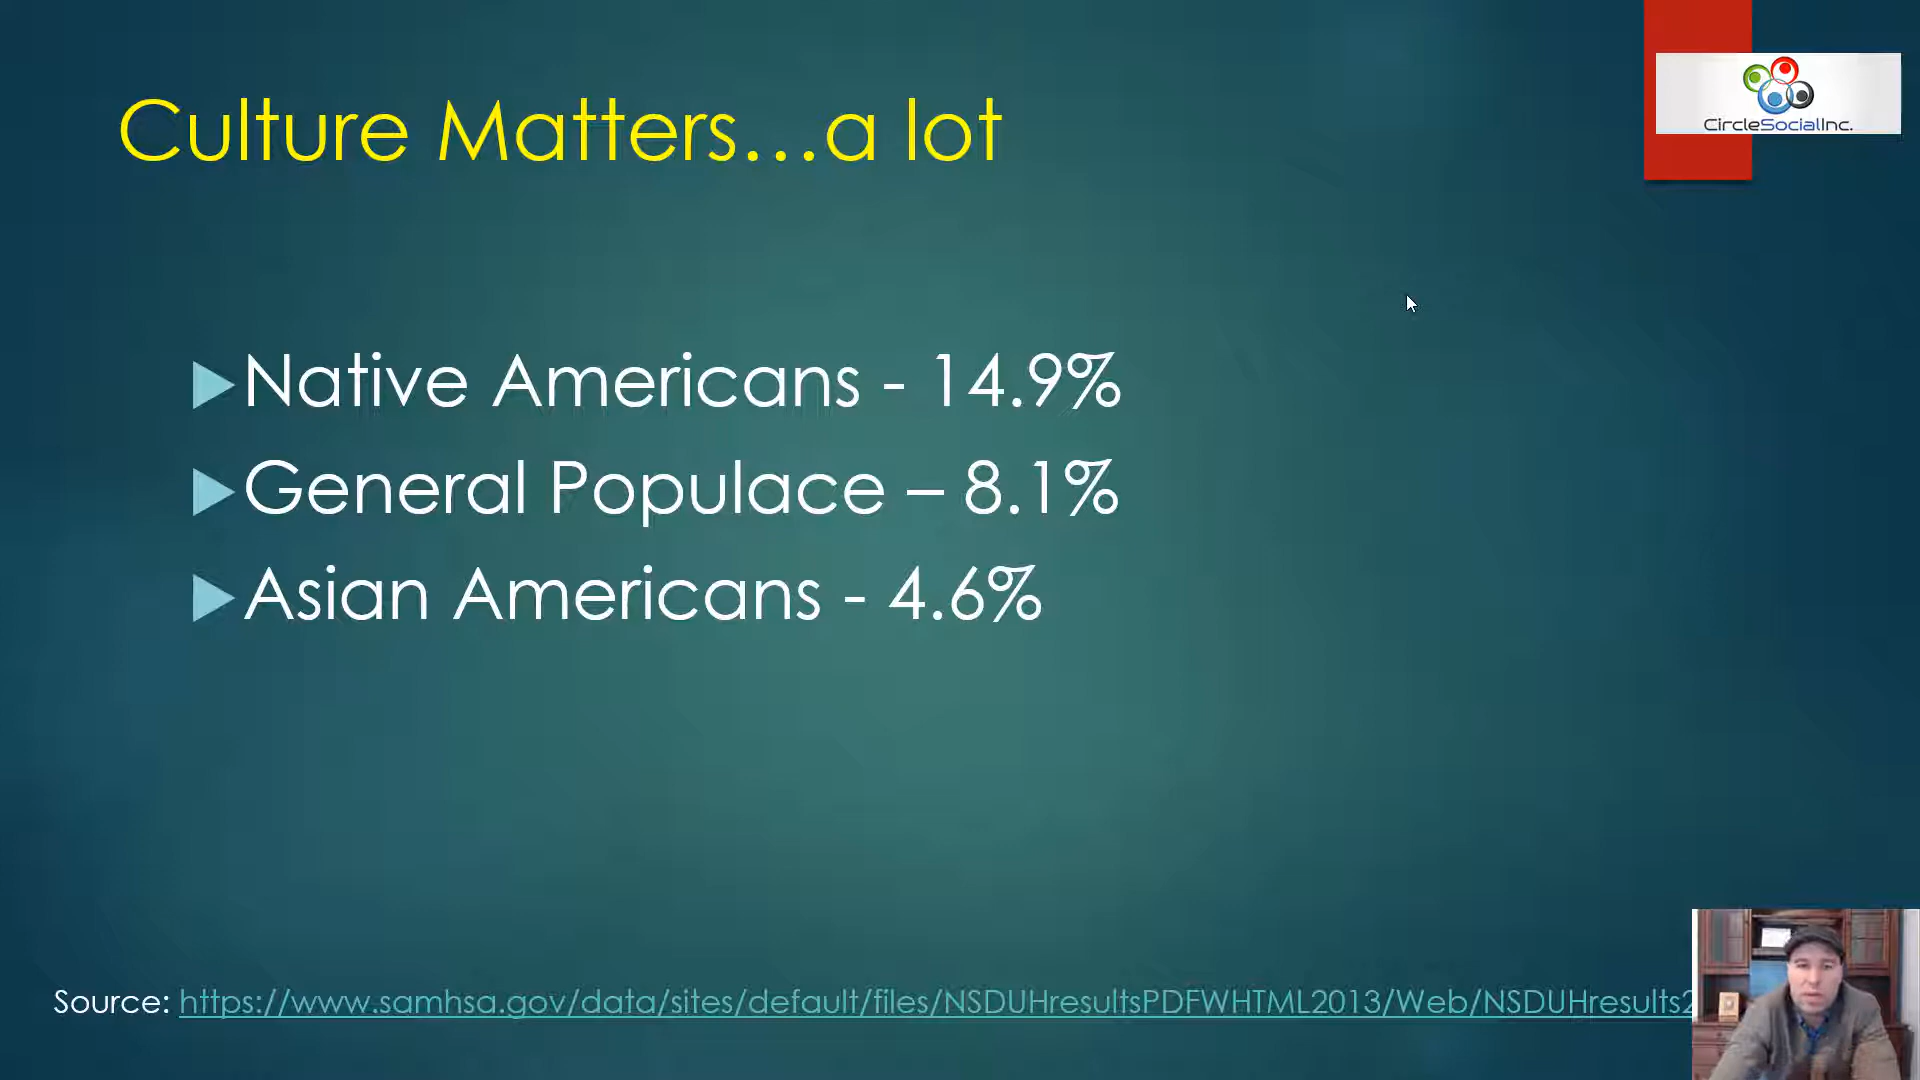 Culture Matters…a lot
CircleSocialInc.
Native Americans - 14.9%
General Populace – 8.1%
Asian Americans - 4.6%
Source: https://www.samhsa.gov/data/sites/default/files/NSDUHresultsPDFWHTML2013/Web/NSDUHresults2